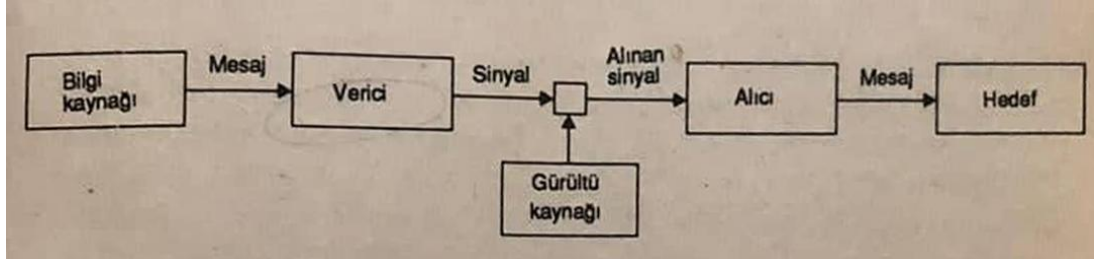 Bilgi
kaynağı
Mesaj
Verici
Sinyal
Alınan
sinyal
Alıcı
Mesaj
Hedef
Gürültü
kaynağı